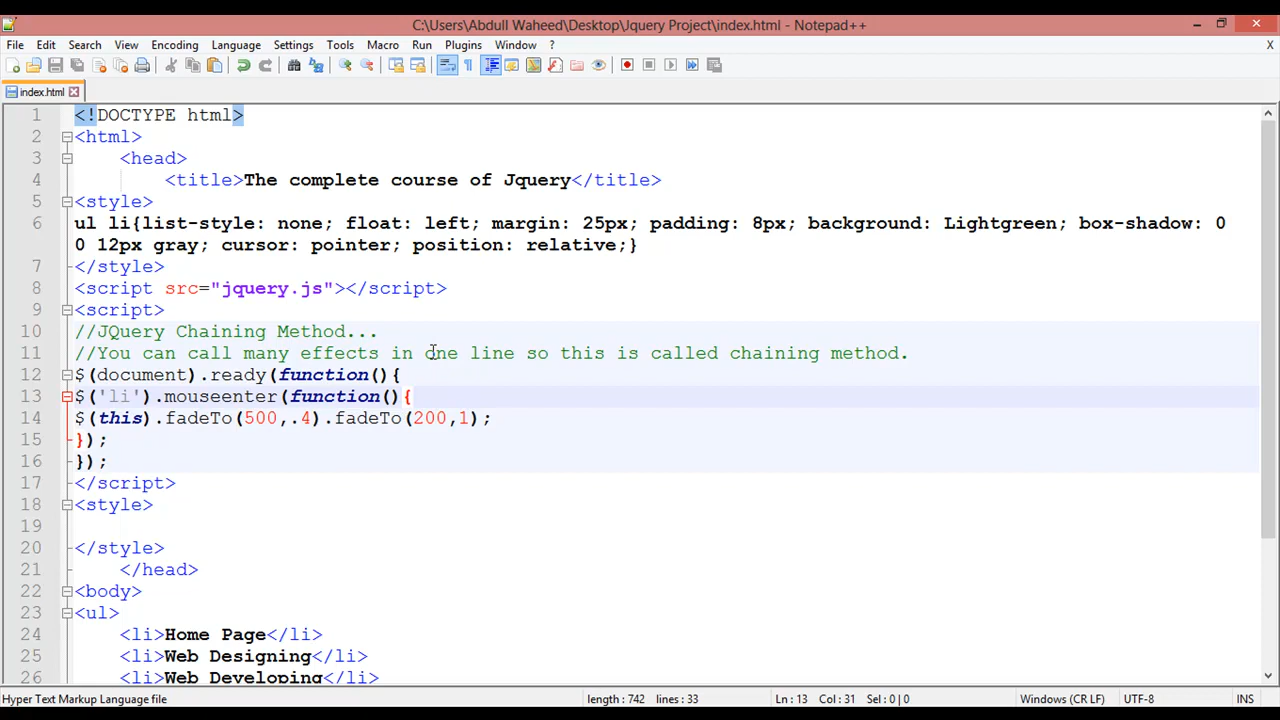 C:\Users\Abdull Waheed\Desktop\Jquery Project\index.html - Notepad++
File Edit Search View Encoding Language Settings Tools Macro Run Plugins Window ? X
index.html
1 <!DOCTYPE html>
2 <html>
3 <head>
4 <title>The complete course of Jquery</title>
5 <style>
6 ul li{list-style: none; float: left; margin: 25px; padding: 8px; background: Lightgreen; box-shadow: 0
0 12px gray; cursor: pointer; position: relative;}
7 </style>
8 <script src="jquery.js"></script>
9 <script>
10 //JQuery Chaining Method...
11 //You can call many effects in one line so this is called chaining method.
12 $(document).ready(function(){
13 $('li').mouseenter(function(){
14 $(this).fadeTo(500,.4).fadeTo(200,1);
15 });
16 });
17 </script>
18 <style>
19
20 </style>
21 </head>
22 <body>
23 <ul>
24 <li>Home Page</li>
25 <li>Web Designing</li>
26 <li>Web Developing</li>
Hyper Text Markup Language file length : 742 lines : 33 Ln : 13 Col : 31 Sel : 0 | 0 Windows (CR LF) UTF-8 INS